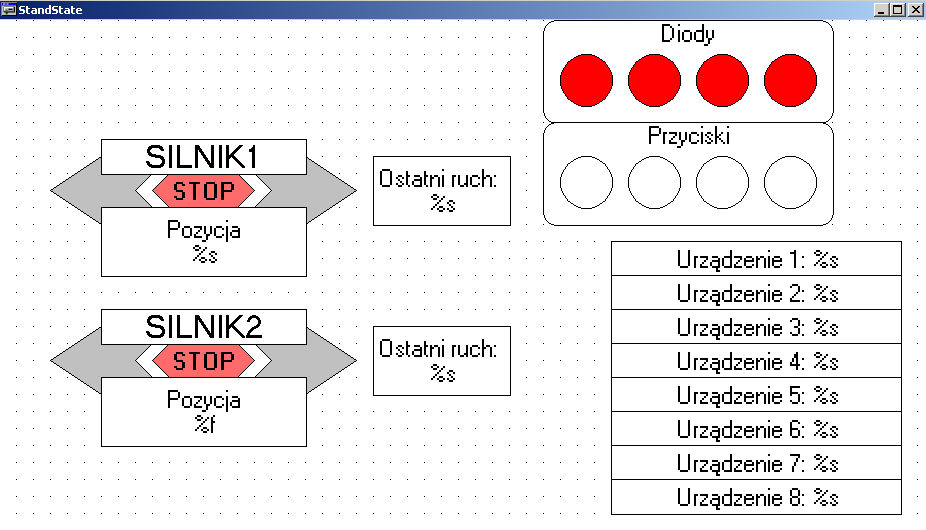 StandState
Diody
Przyciski
SILNIK1
STOP
Pozycja
%s
Ostatni ruch:
%s
SILNIK2
STOP
Pozycja
%f
Ostatni ruch:
%s
Urządzenie 1: %s
Urządzenie 2: %s
Urządzenie 3: %s
Urządzenie 4: %s
Urządzenie 5: %s
Urządzenie 6: %s
Urządzenie 7: %s
Urządzenie 8: %s